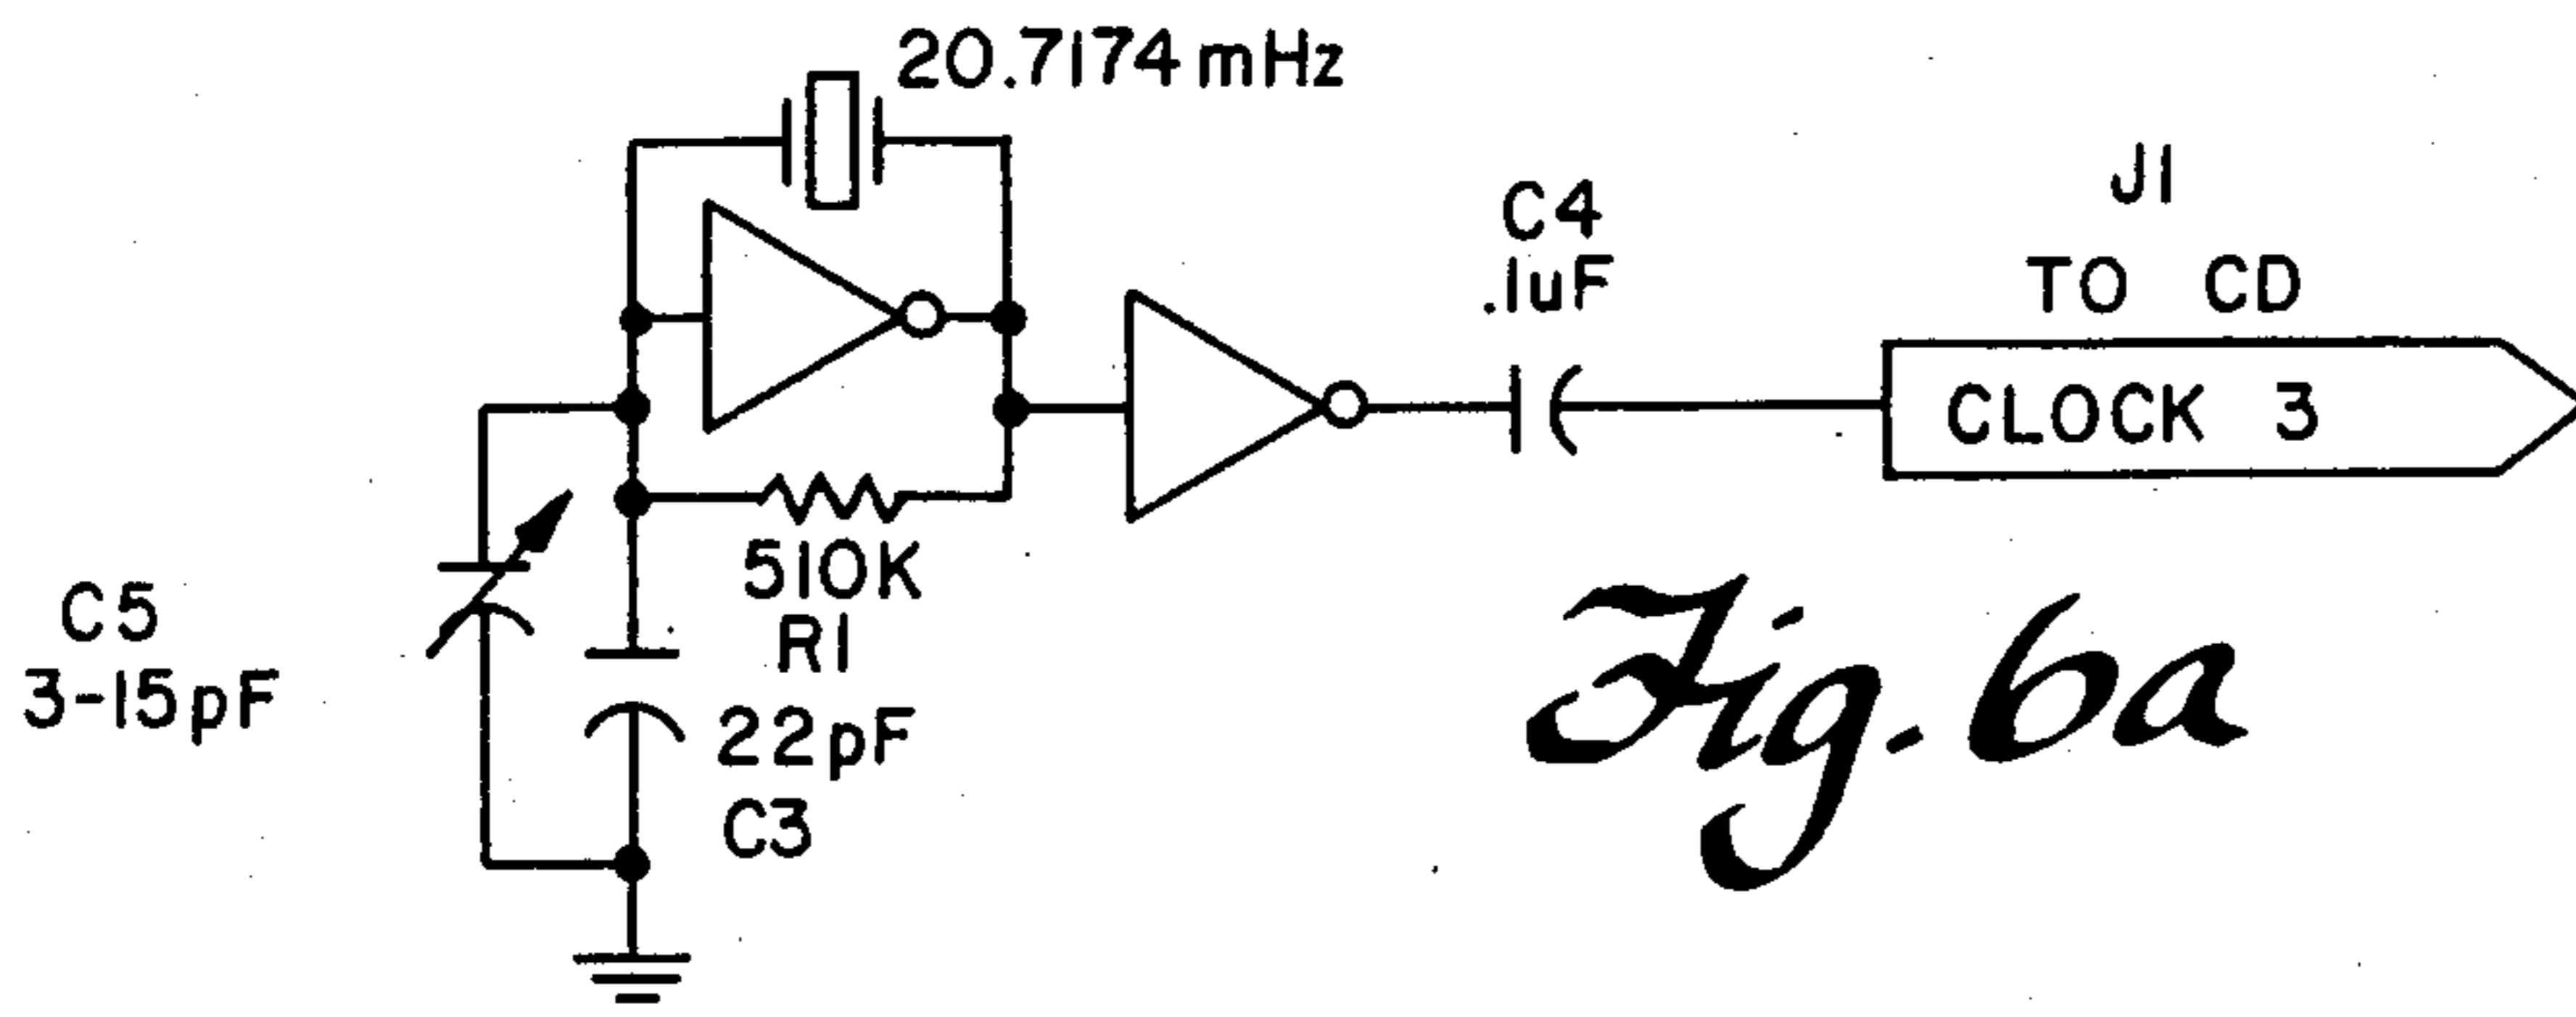 20.7174 mHz
J1
TO CD
CLOCK 3
C4
.1uF
510K
R1
C5
3-15pF
22pF
C3
Fig. 6a